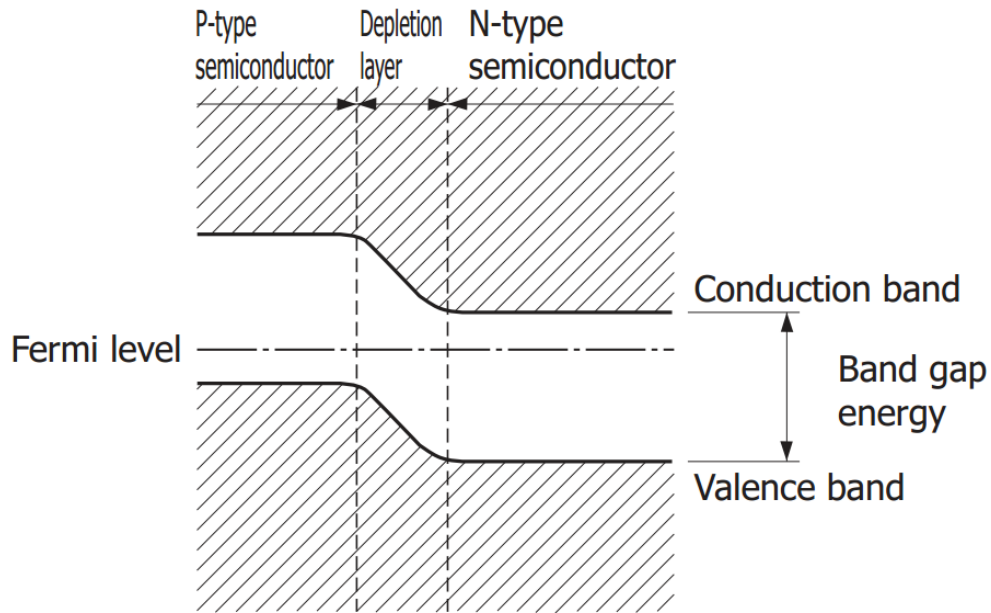 P-type
semiconductor
Depletion
layer
N-type
semiconductor
Conduction band
Fermi level
Band gap
energy
Valence band